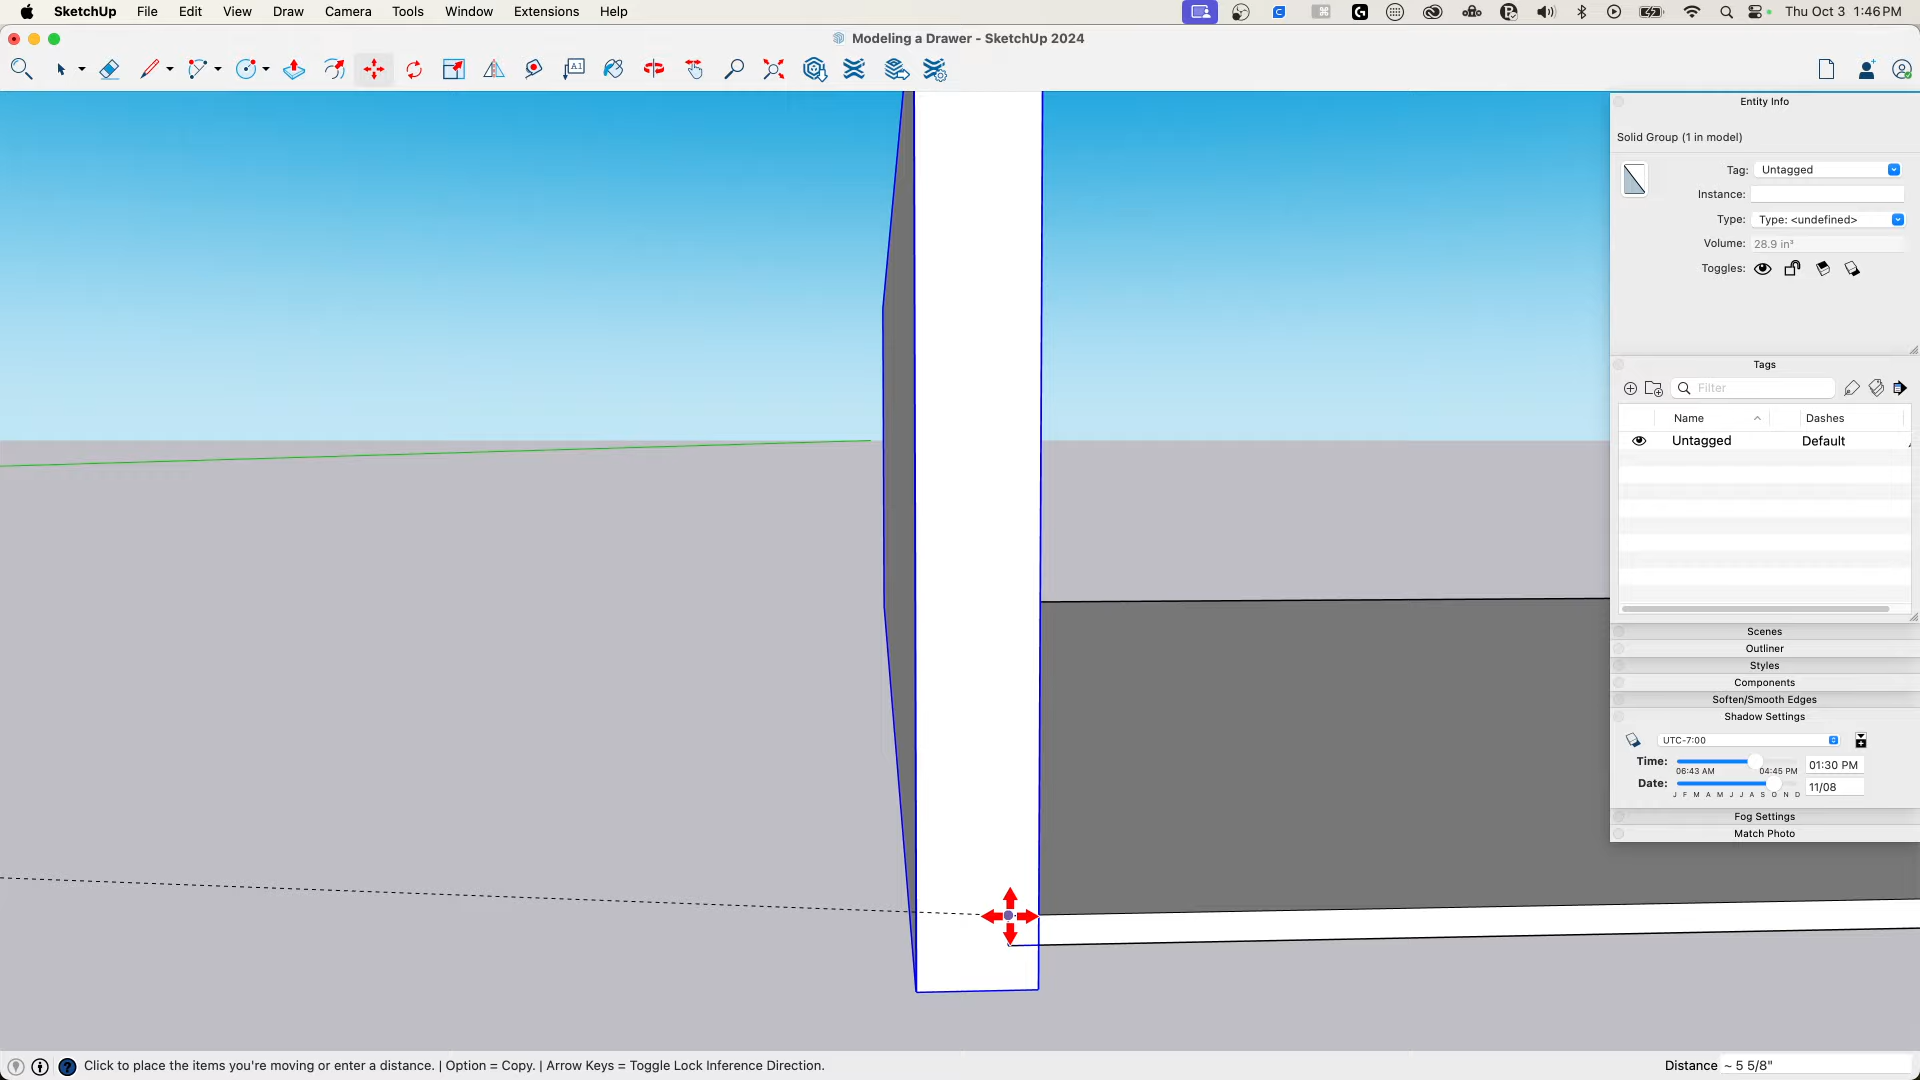 SketchUp File Edit View Draw Camera Tools Window Extensions Help Thu Oct 3 1:46 PM
Modeling a Drawer - SketchUp 2024
A1
Entity Info
Solid Group (1 in model)
Tag: Untagged
Instance:
Type: Type: <undefined>
Volume: 28.9 in³
Toggles:
Tags
Filter
Name Dashes
Untagged Default
Scenes
Outliner
Styles
Components
Soften/Smooth Edges
Shadow Settings
UTC-7:00
Time: 01:30 PM
06:43 AM 04:45 PM
Date: 11/08
J F M A M J J A S O N D
Fog Settings
Match Photo
Click to place the items you're moving or enter a distance. | Option = Copy. | Arrow Keys = Toggle Lock Inference Direction. Distance ~ 5 5/8"